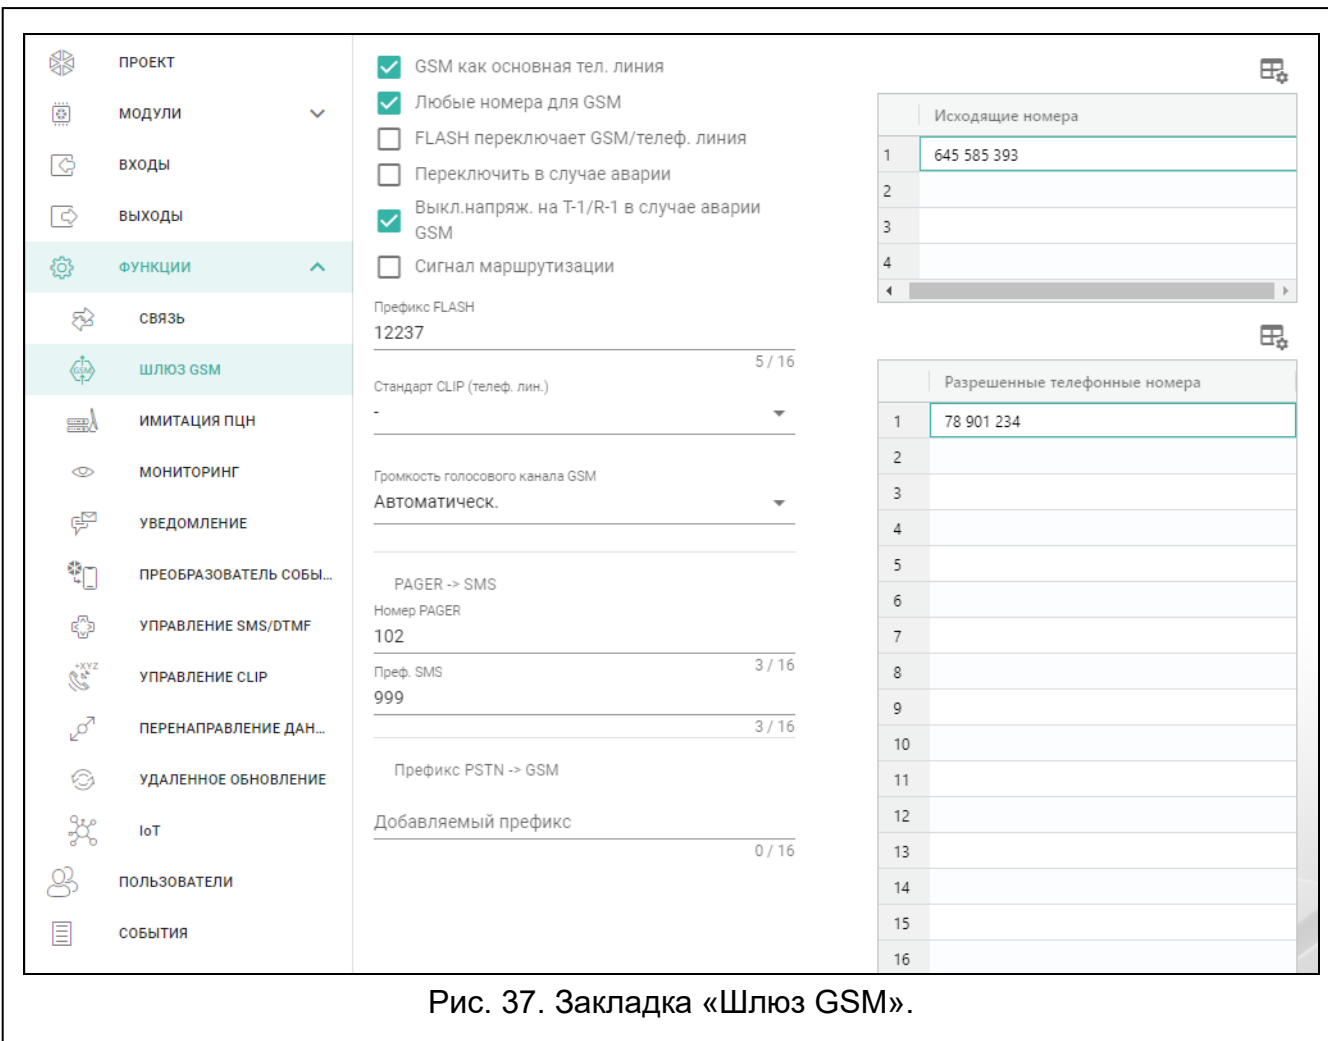 ПРОЕКТ
МОДУЛИ
ВХОДЫ
ВЫХОДЫ
ФУНКЦИИ
СВЯЗЬ
GSM
ШЛЮЗ GSM
ИМИТАЦИЯ ПЦН
МОНИТОРИНГ
УВЕДОМЛЕНИЕ
ПРЕОБРАЗОВАТЕЛЬ СОБЫ...
УПРАВЛЕНИЕ SMS/DTMF
+XYZ
УПРАВЛЕНИЕ CLIP
ПЕРЕНАПРАВЛЕНИЕ ДАН...
УДАЛЕННОЕ ОБНОВЛЕНИЕ
IoT
ПОЛЬЗОВАТЕЛИ
СОБЫТИЯ
GSM как основная тел. линия
Любые номера для GSM
FLASH переключает GSM/телеф. линия
Переключить в случае аварии
Выкл.напряж. на T-1/R-1 в случае аварии
GSM
Сигнал маршрутизации
Префикс FLASH
12237
5 / 16
Стандарт CLIP (телеф. лин.)
-
Громкость голосового канала GSM
Автоматическ.
PAGER -> SMS
Номер PAGER
102
3 / 16
Преф. SMS
999
3 / 16
Префикс PSTN -> GSM
Добавляемый префикс
0 / 16
Исходящие номера
1 645 585 393
2
3
4
Разрешенные телефонные номера
1 78 901 234
2
3
4
5
6
7
8
9
10
11
12
13
14
15
16
Рис. 37. Закладка «Шлюз GSM».